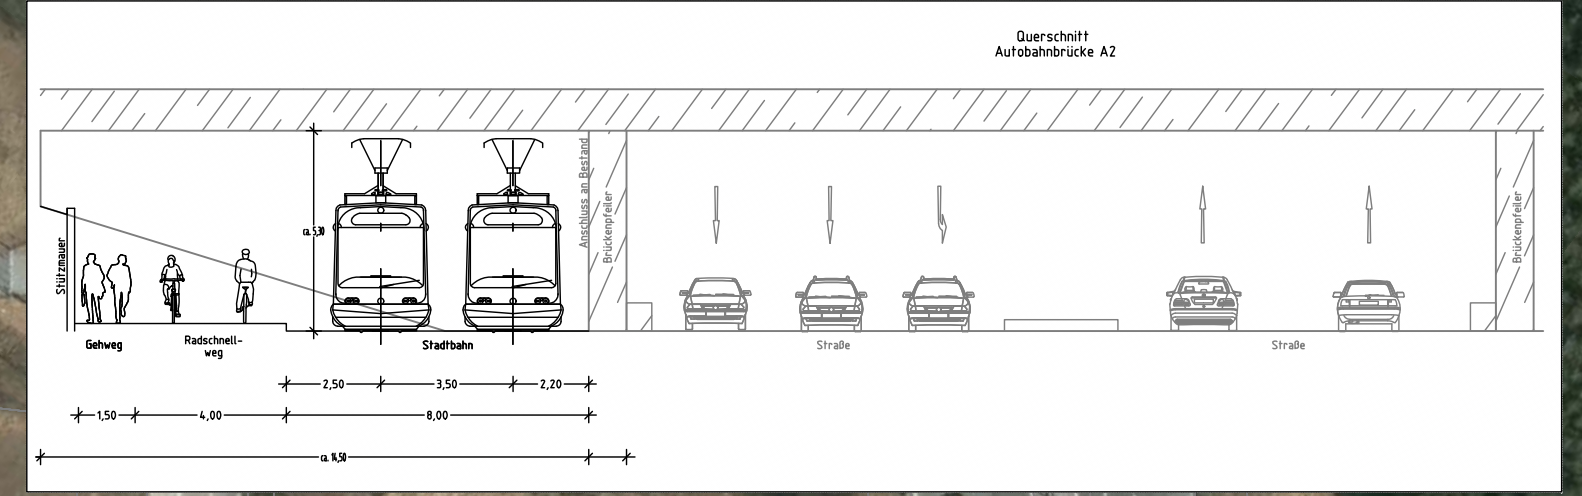 Querschnitt
Autobahnbrücke A2
Anschluss an Bestand
Brückenpfeiler
Brückenpfeiler
ca. 5,30
Stützmauer
Gehweg
Radschnell-
weg
Stadtbahn
Straße
Straße
2,50
3,50
2,20
1,50
4,00
8,00
ca. 14,50